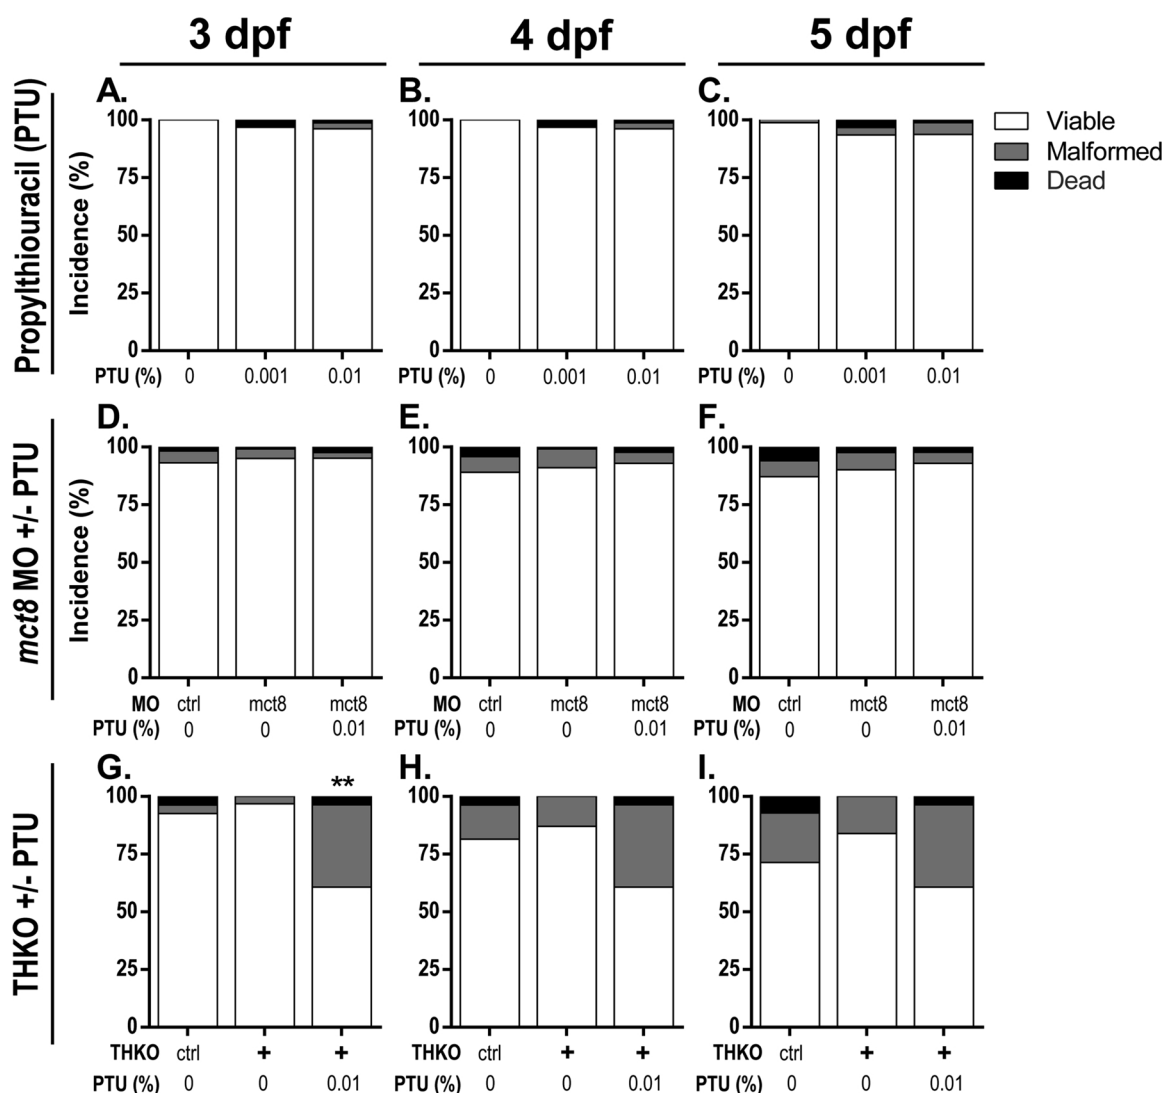 3 dpf 4 dpf 5 dpf
Propylthiouracil (PTU)
A. B. C.
Incidence (%)
100 100 100
75 75 75
50 50 50
25 25 25
0 0 0
PTU (%) 0 0.001 0.01 PTU (%) 0 0.001 0.01 PTU (%) 0 0.001 0.01
Viable
Malformed
Dead
mct8 MO +/- PTU
D. E. F.
Incidence (%)
100 100 100
75 75 75
50 50 50
25 25 25
0 0 0
MO ctrl mct8 mct8 MO ctrl mct8 mct8 MO ctrl mct8 mct8
PTU (%) 0 0 0.01 PTU (%) 0 0 0.01 PTU (%) 0 0 0.01
THKO +/- PTU
G. H. I.
**
100 100 100
75 75 75
50 50 50
25 25 25
0 0 0
THKO ctrl + + THKO ctrl + + THKO ctrl + +
PTU (%) 0 0 0.01 PTU (%) 0 0 0.01 PTU (%) 0 0 0.01